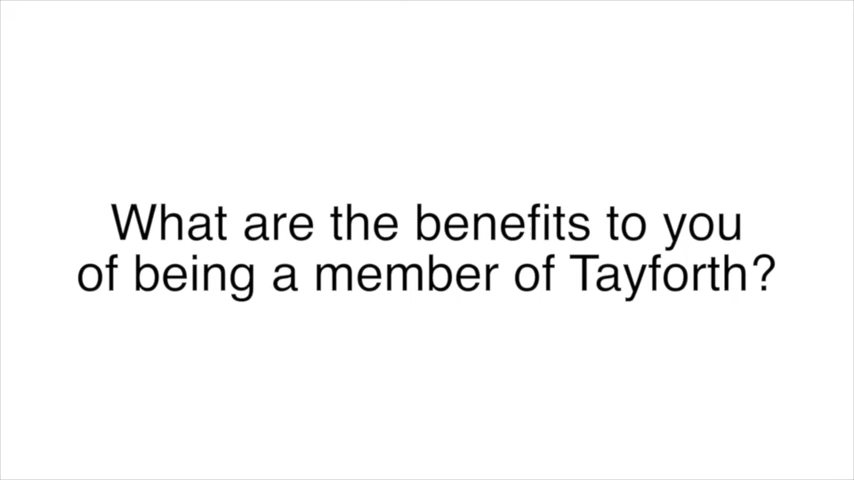 What are the benefits to you
of being a member of Tayforth?